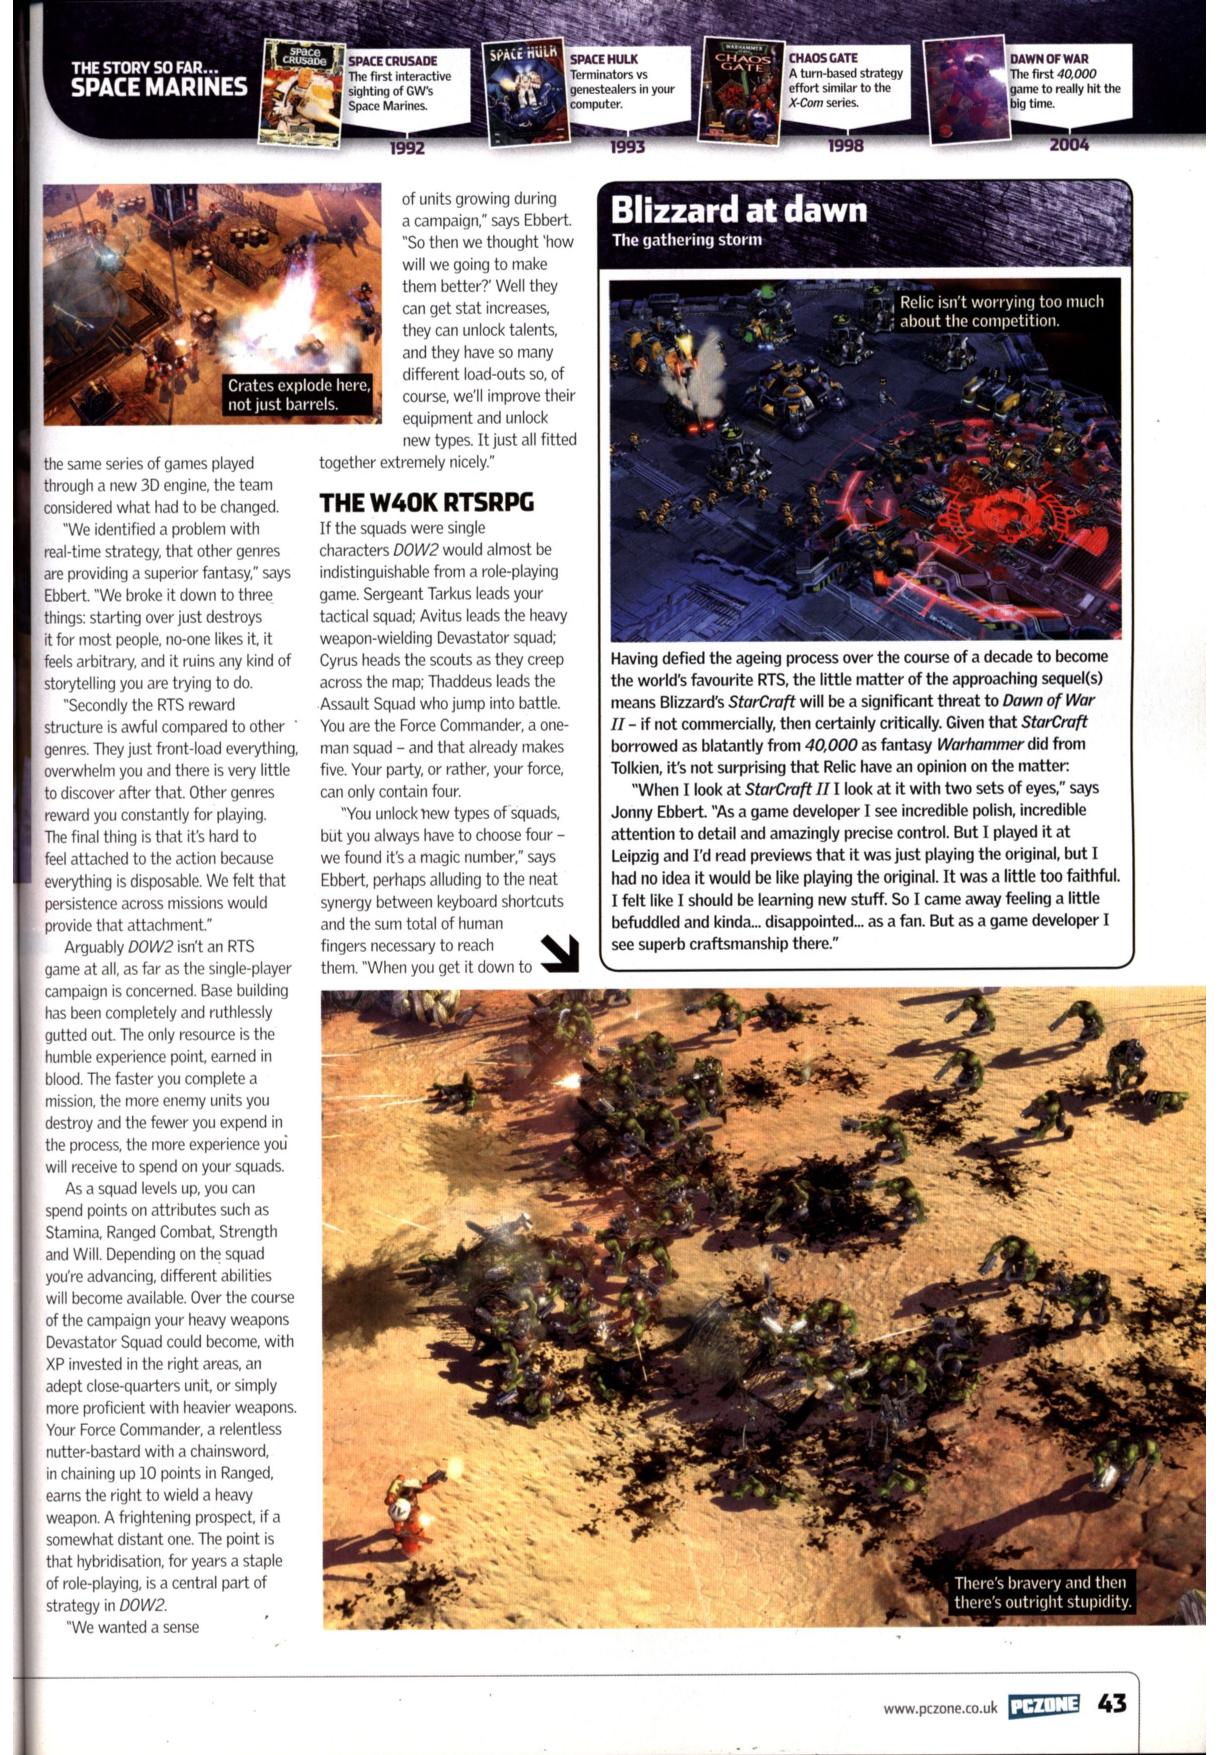 THE STORY SO FAR...
SPACE MARINES
SPACE CRUSADE
SPACE CRUSADE
The first interactive
sighting of GW's
Space Marines.
1992
SPACE HULK
SPACE HULK
Terminators vs
genestealers in your
computer.
1993
WARHAMMER
CHAOS
GATE
CHAOS GATE
A turn-based strategy
effort similar to the
X-Com series.
1998
DAWN OF WAR
The first 40,000
game to really hit the
big time.
2004
Crates explode here,
not just barrels.
the same series of games played
through a new 3D engine, the team
considered what had to be changed.
"We identified a problem with
real-time strategy, that other genres
are providing a superior fantasy," says
Ebbert. "We broke it down to three
things: starting over just destroys
it for most people, no-one likes it, it
feels arbitrary, and it ruins any kind of
storytelling you are trying to do.
"Secondly the RTS reward
structure is awful compared to other
genres. They just front-load everything,
overwhelm you and there is very little
to discover after that. Other genres
reward you constantly for playing.
The final thing is that it's hard to
feel attached to the action because
everything is disposable. We felt that
persistence across missions would
provide that attachment."
Arguably DOW2 isn't an RTS
game at all, as far as the single-player
campaign is concerned. Base building
has been completely and ruthlessly
gutted out. The only resource is the
humble experience point, earned in
blood. The faster you complete a
mission, the more enemy units you
destroy and the fewer you expend in
the process, the more experience you
will receive to spend on your squads.
As a squad levels up, you can
spend points on attributes such as
Stamina, Ranged Combat, Strength
and Will. Depending on the squad
you're advancing, different abilities
will become available. Over the course
of the campaign your heavy weapons
Devastator Squad could become, with
XP invested in the right areas, an
adept close-quarters unit, or simply
more proficient with heavier weapons.
Your Force Commander, a relentless
nutter-bastard with a chainsword,
in chaining up 10 points in Ranged,
earns the right to wield a heavy
weapon. A frightening prospect, if a
somewhat distant one. The point is
that hybridisation, for years a staple
of role-playing, is a central part of
strategy in DOW2.
"We wanted a sense
of units growing during
a campaign," says Ebbert.
"So then we thought 'how
will we going to make
them better?' Well they
can get stat increases,
they can unlock talents,
and they have so many
different load-outs so, of
course, we'll improve their
equipment and unlock
new types. It just all fitted
together extremely nicely."
THE W40K RTSRPG
If the squads were single
characters DOW2 would almost be
indistinguishable from a role-playing
game. Sergeant Tarkus leads your
tactical squad; Avitus leads the heavy
weapon-wielding Devastator squad;
Cyrus heads the scouts as they creep
across the map; Thaddeus leads the
Assault Squad who jump into battle.
You are the Force Commander, a one-
man squad – and that already makes
five. Your party, or rather, your force,
can only contain four.
"You unlock new types of squads,
but you always have to choose four –
we found it's a magic number," says
Ebbert, perhaps alluding to the neat
synergy between keyboard shortcuts
and the sum total of human
fingers necessary to reach
them. "When you get it down to
Blizzard at dawn
The gathering storm
Relic isn't worrying too much
about the competition.
Having defied the ageing process over the course of a decade to become
the world's favourite RTS, the little matter of the approaching sequel(s)
means Blizzard's StarCraft will be a significant threat to Dawn of War
II – if not commercially, then certainly critically. Given that StarCraft
borrowed as blatantly from 40,000 as fantasy Warhammer did from
Tolkien, it's not surprising that Relic have an opinion on the matter:
"When I look at StarCraft II I look at it with two sets of eyes," says
Jonny Ebbert. "As a game developer I see incredible polish, incredible
attention to detail and amazingly precise control. But I played it at
Leipzig and I'd read previews that it was just playing the original, but I
had no idea it would be like playing the original. It was a little too faithful.
I felt like I should be learning new stuff. So I came away feeling a little
befuddled and kinda... disappointed... as a fan. But as a game developer I
see superb craftsmanship there."
There's bravery and then
there's outright stupidity.
www.pczone.co.uk PCZONE 43